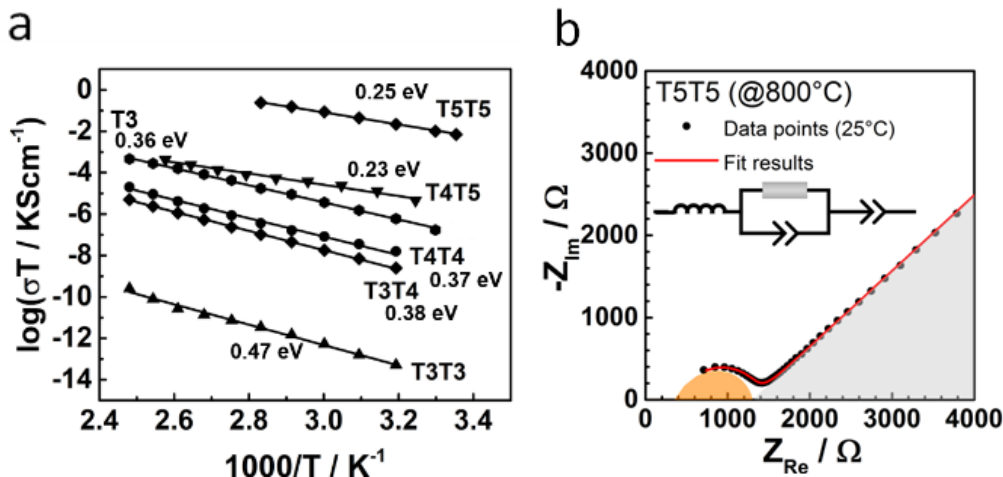 a
log(σT / KScm⁻¹)
0
-2
-4
-6
-8
-10
-12
-14
0.25 eV
T5T5
T3
0.36 eV
0.23 eV
T4T5
T4T4
0.37 eV
T3T4
0.38 eV
0.47 eV
T3T3
2.4 2.6 2.8 3.0 3.2 3.4
1000/T / K⁻¹
b
-Z_Im / Ω
4000
3000
2000
1000
0
T5T5 (@800°C)
Data points (25°C)
Fit results
0 1000 2000 3000 4000
Z_Re / Ω